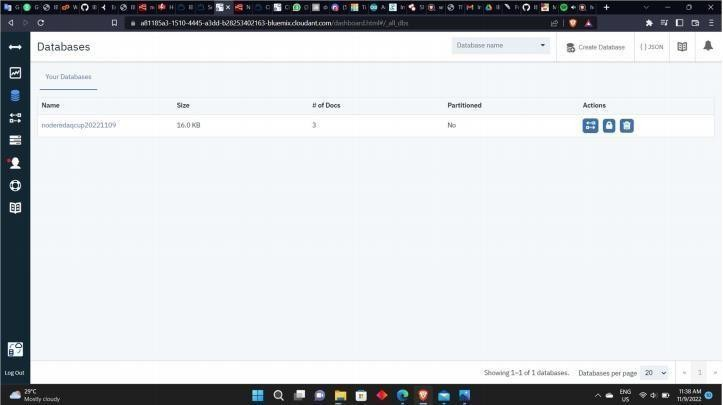 a81185a3-1510-4445-a3dd-b28253402163-bluemix.cloudant.com/dashboard.html#/_all_dbs
Databases
Database name
Create Database
{ } JSON
Your Databases
Name Size # of Docs Partitioned Actions
noderedaqcup20221109 16.0 KB 3 No
Log Out
Showing 1–1 of 1 databases.
Databases per page
20
«
1
»
29°C
Mostly cloudy
ENG
US
11:38 AM
11/9/2022